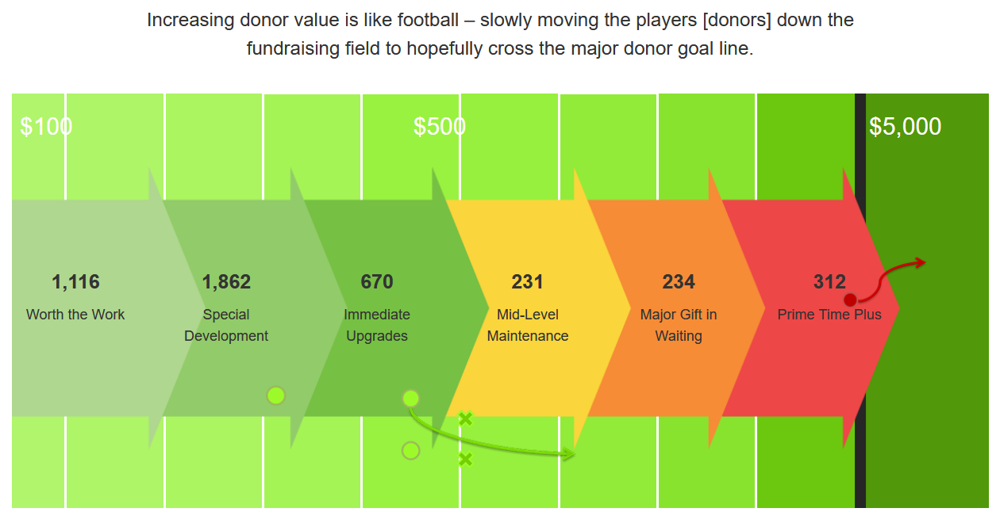 Increasing donor value is like football – slowly moving the players [donors] down the
fundraising field to hopefully cross the major donor goal line.
$100
$500
$5,000
1,116
Worth the Work
1,862
Special
Development
670
Immediate
Upgrades
231
Mid-Level
Maintenance
234
Major Gift in
Waiting
312
Prime Time Plus